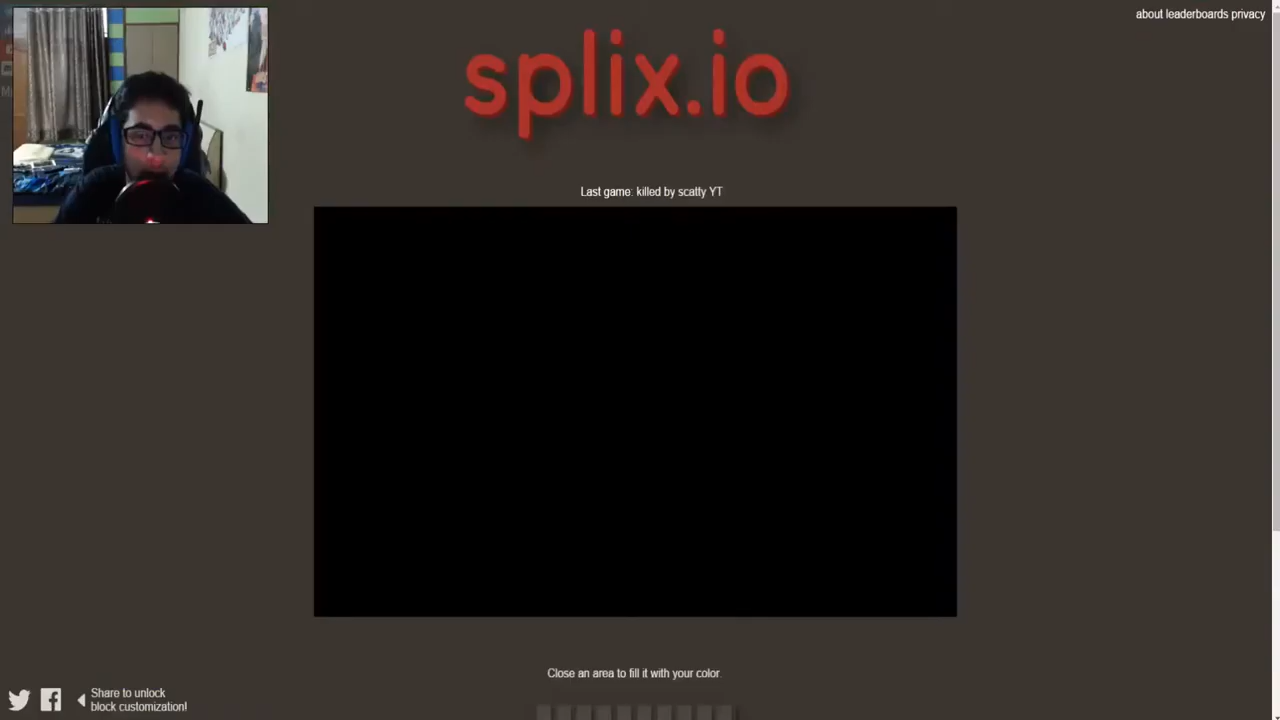 about leaderboards privacy
splix.io
Last game: killed by scatty YT
Close an area to fill it with your color.
Share to unlock
block customization!